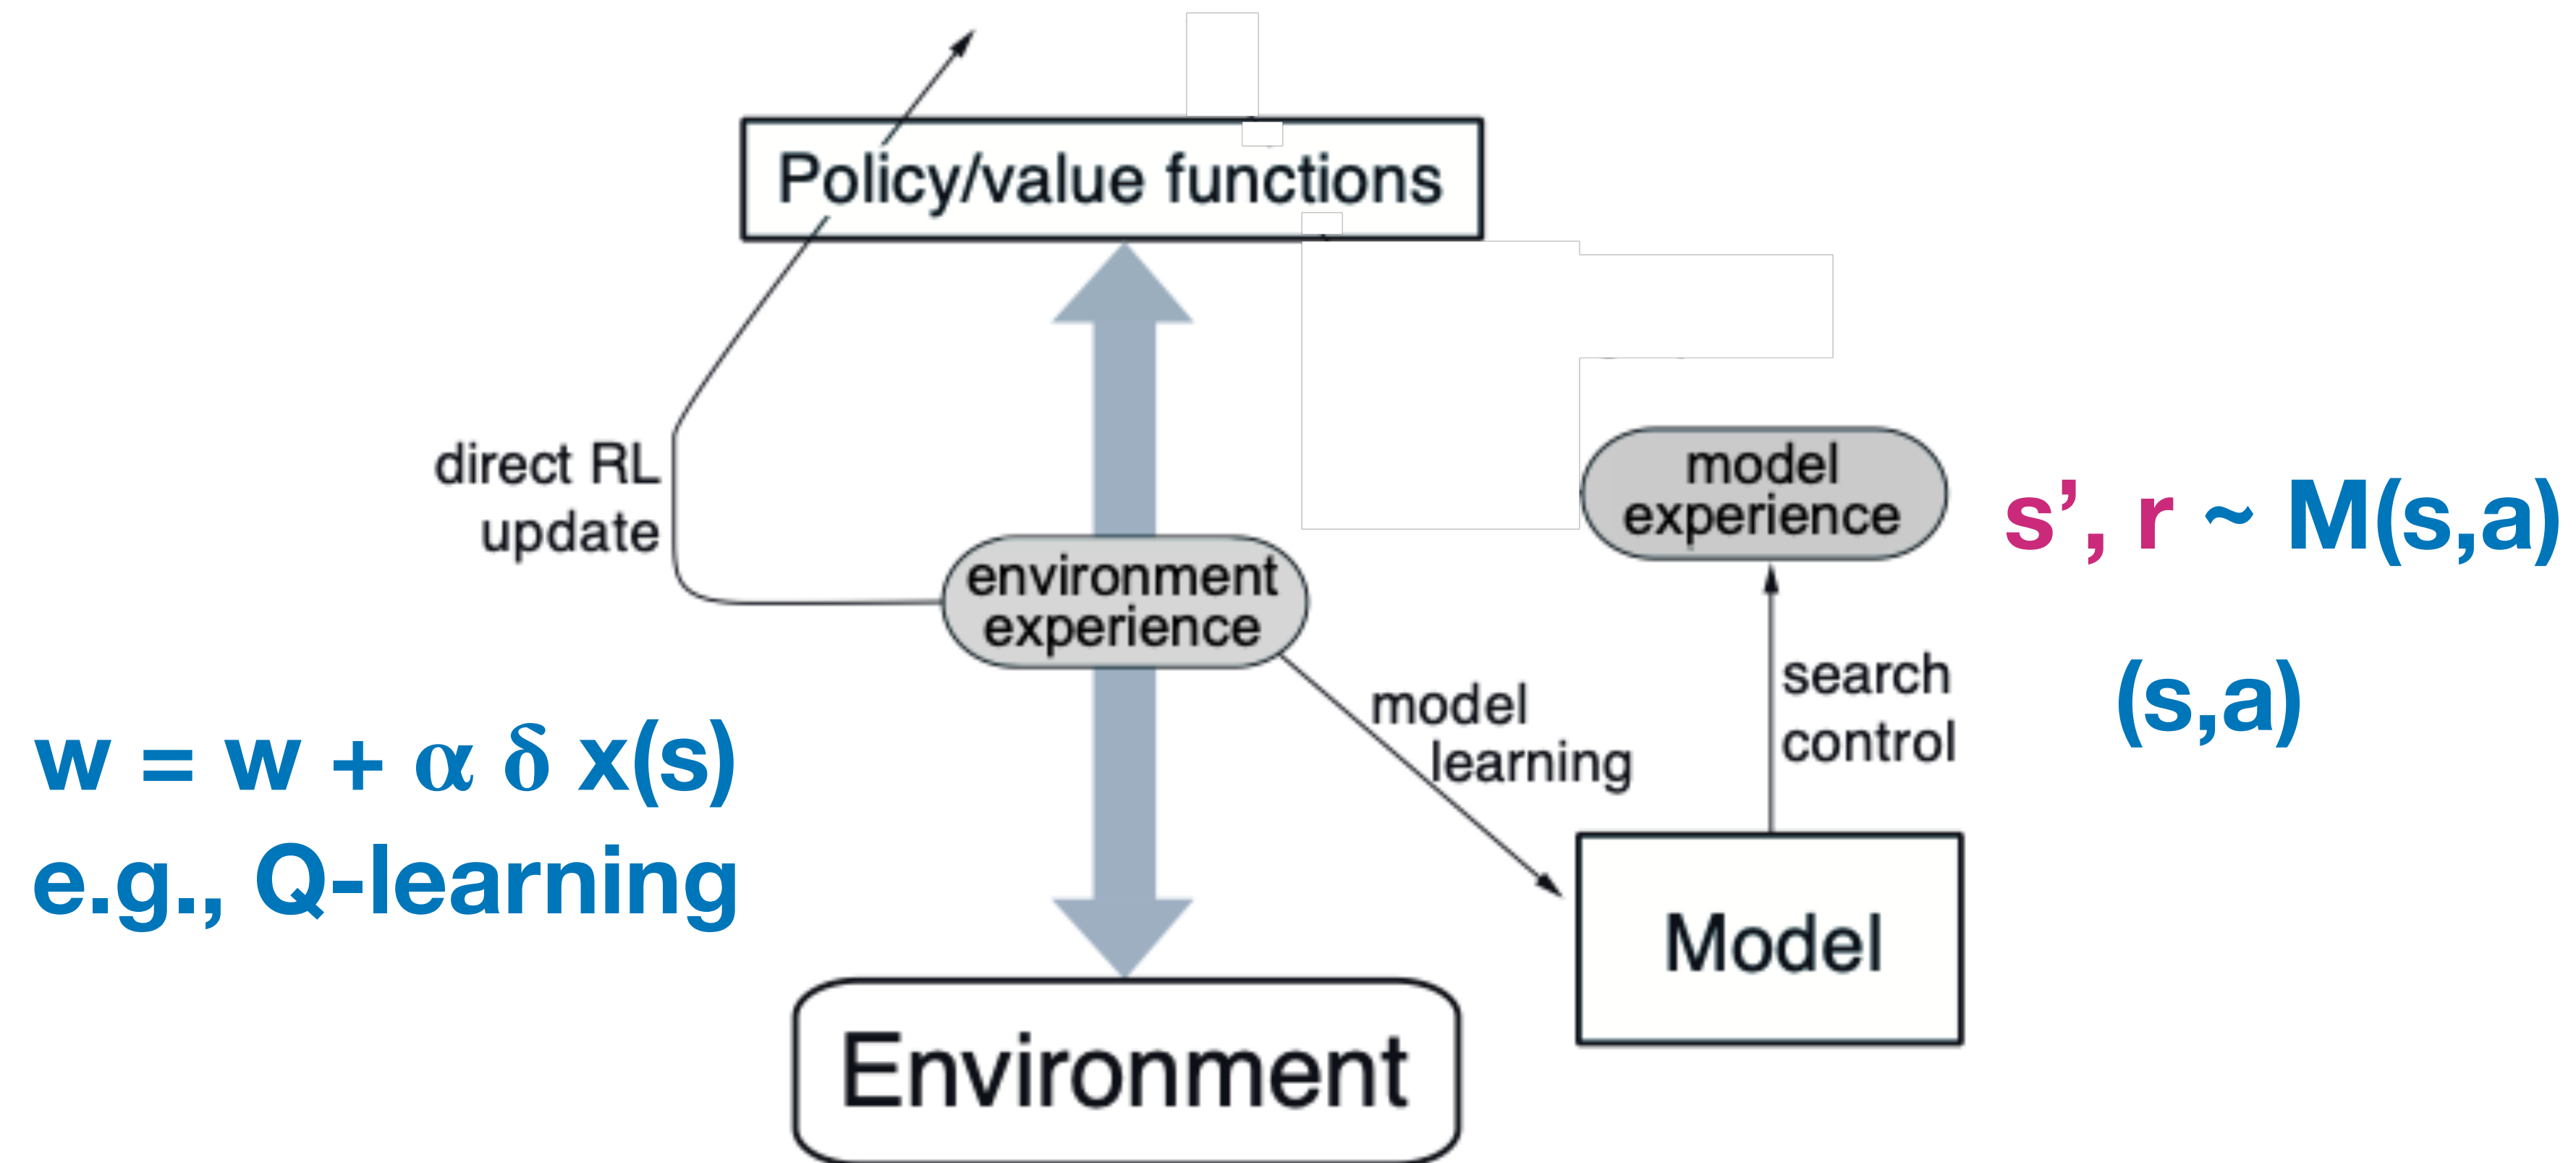 Policy/value functions
direct RL
update
model
experience
s’, r ~ M(s,a)
environment
experience
search
control
(s,a)
model
learning
w = w + α δ x(s)
e.g., Q-learning
Model
Environment